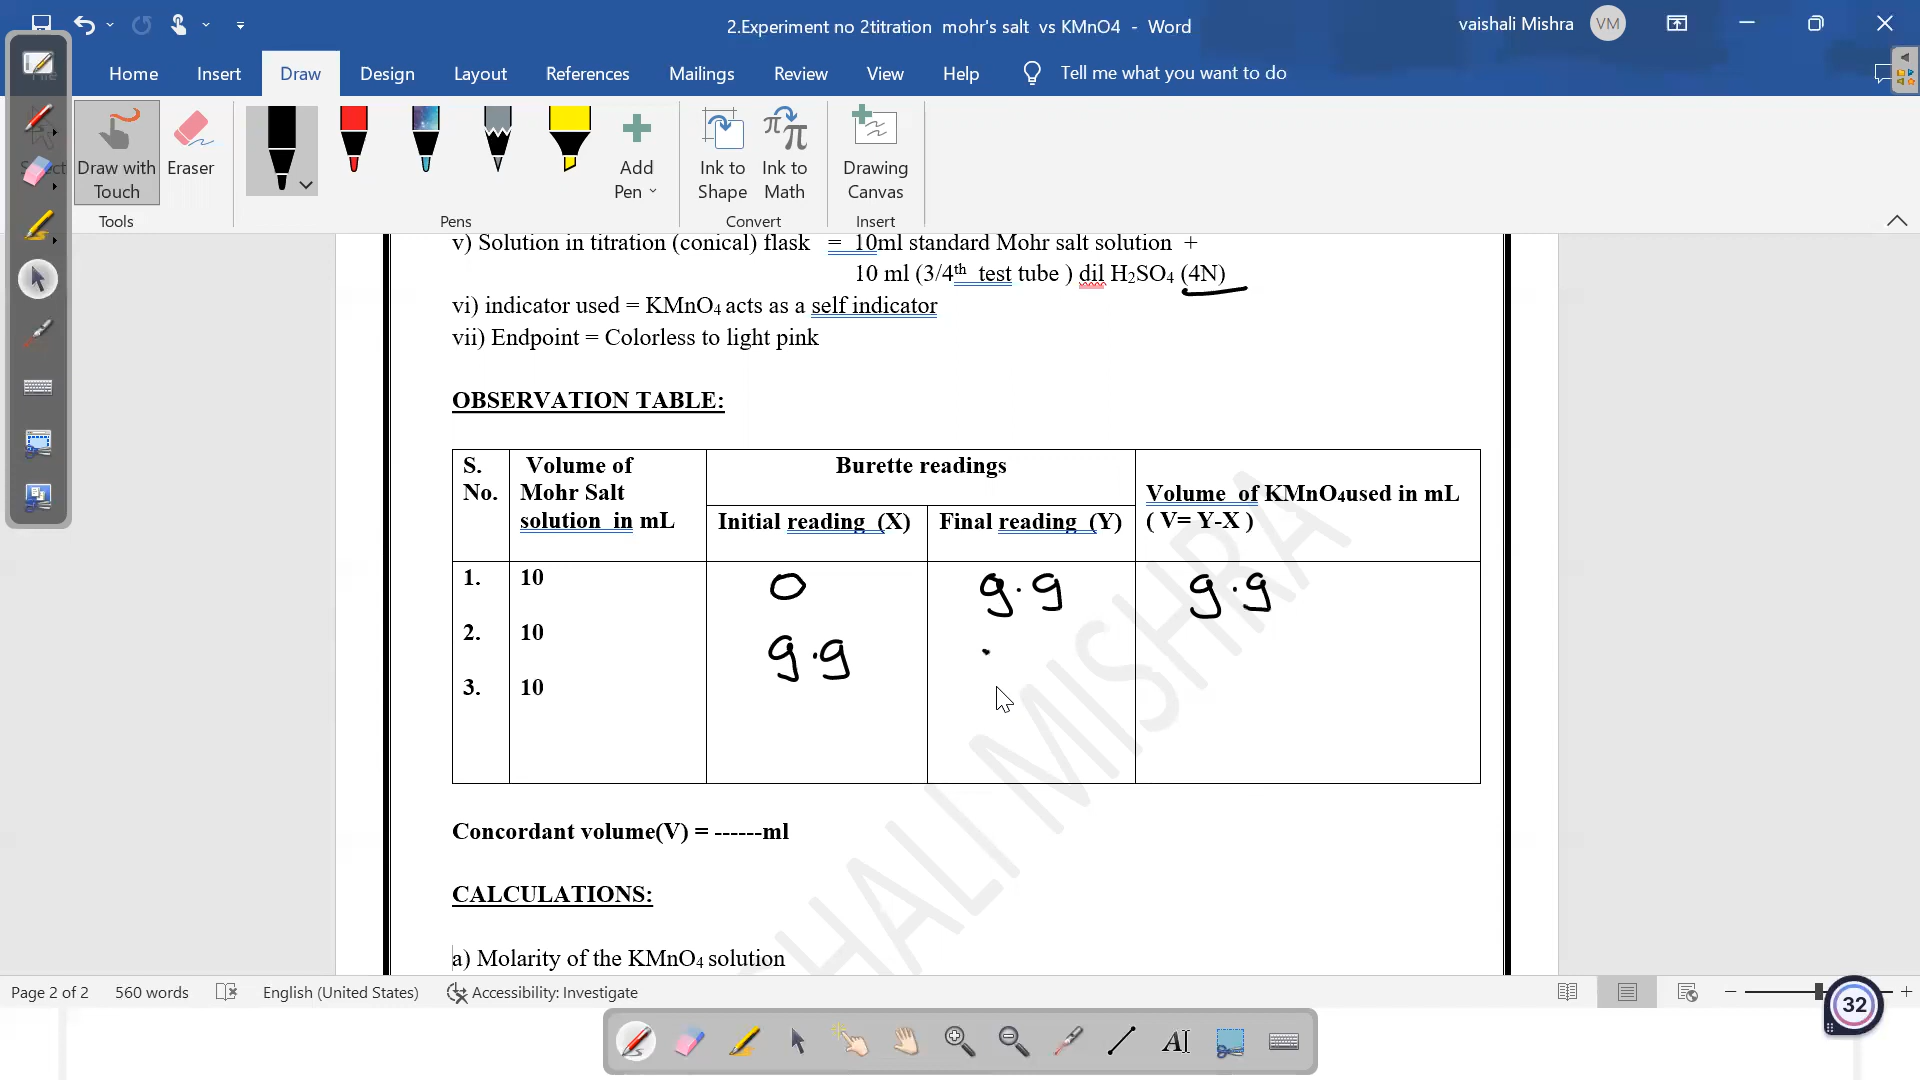 2.Experiment no 2titration mohr's salt vs KMnO4 - Word
vaishali Mishra VM
File Home Insert Draw Design Layout References Mailings Review View Help Tell me what you want to do
Select Draw with Touch Eraser Add Pen Ink to Shape Ink to Math Drawing Canvas
Tools Pens Convert Insert
v) Solution in titration (conical) flask = 10ml standard Mohr salt solution +
10 ml (3/4th test tube ) dil H₂SO₄ (4N)
vi) indicator used = KMnO₄ acts as a self indicator
vii) Endpoint = Colorless to light pink
OBSERVATION TABLE:
S. No. Volume of Mohr Salt solution in mL Burette readings Volume of KMnO₄used in mL ( V= Y-X )
Initial reading (X) Final reading (Y)
1. 10 0 9.9 9.9
2. 10 9.9 .
3. 10
Concordant volume(V) = ------ml
CALCULATIONS:
a) Molarity of the KMnO₄ solution
SHALI MISHRA
Page 2 of 2 560 words English (United States) Accessibility: Investigate
32